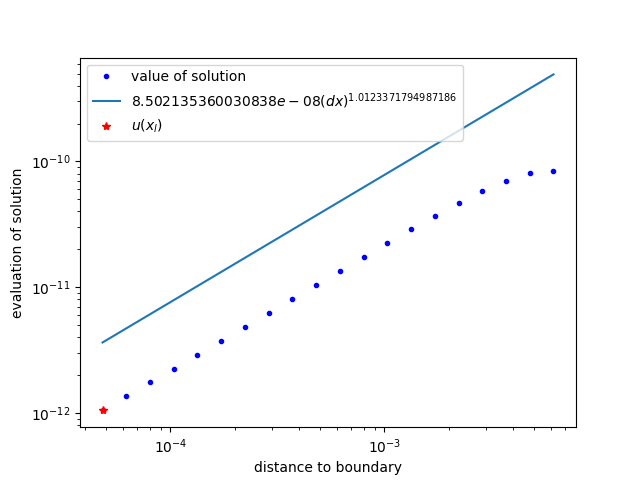 value of solution
8.502135360030838e − 08(dx)^1.0123371794987186
u(x_l)
10^−10
10^−11
10^−12
evaluation of solution
10^−4
10^−3
distance to boundary